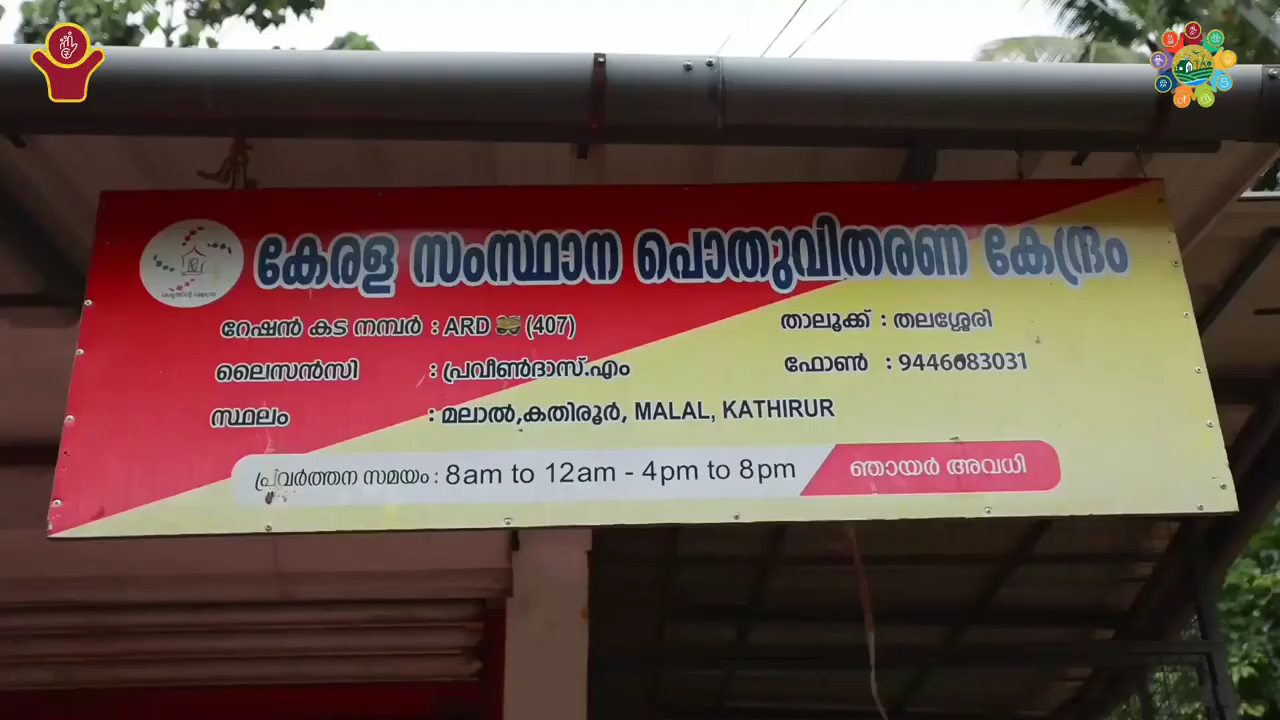 കേരള സംസ്ഥാന പൊതുവിതരണ കേന്ദ്രം
റേഷൻ കട നമ്പർ : ARD (407) താലൂക്ക് : തലശ്ശേരി
ലൈസൻസി : പ്രവീൺദാസ്.എം ഫോൺ : 9446683031
സ്ഥലം : മലാൽ,കതിരൂർ, MALAL, KATHIRUR
പ്രവർത്തന സമയം : 8am to 12am - 4pm to 8pm ഞായർ അവധി